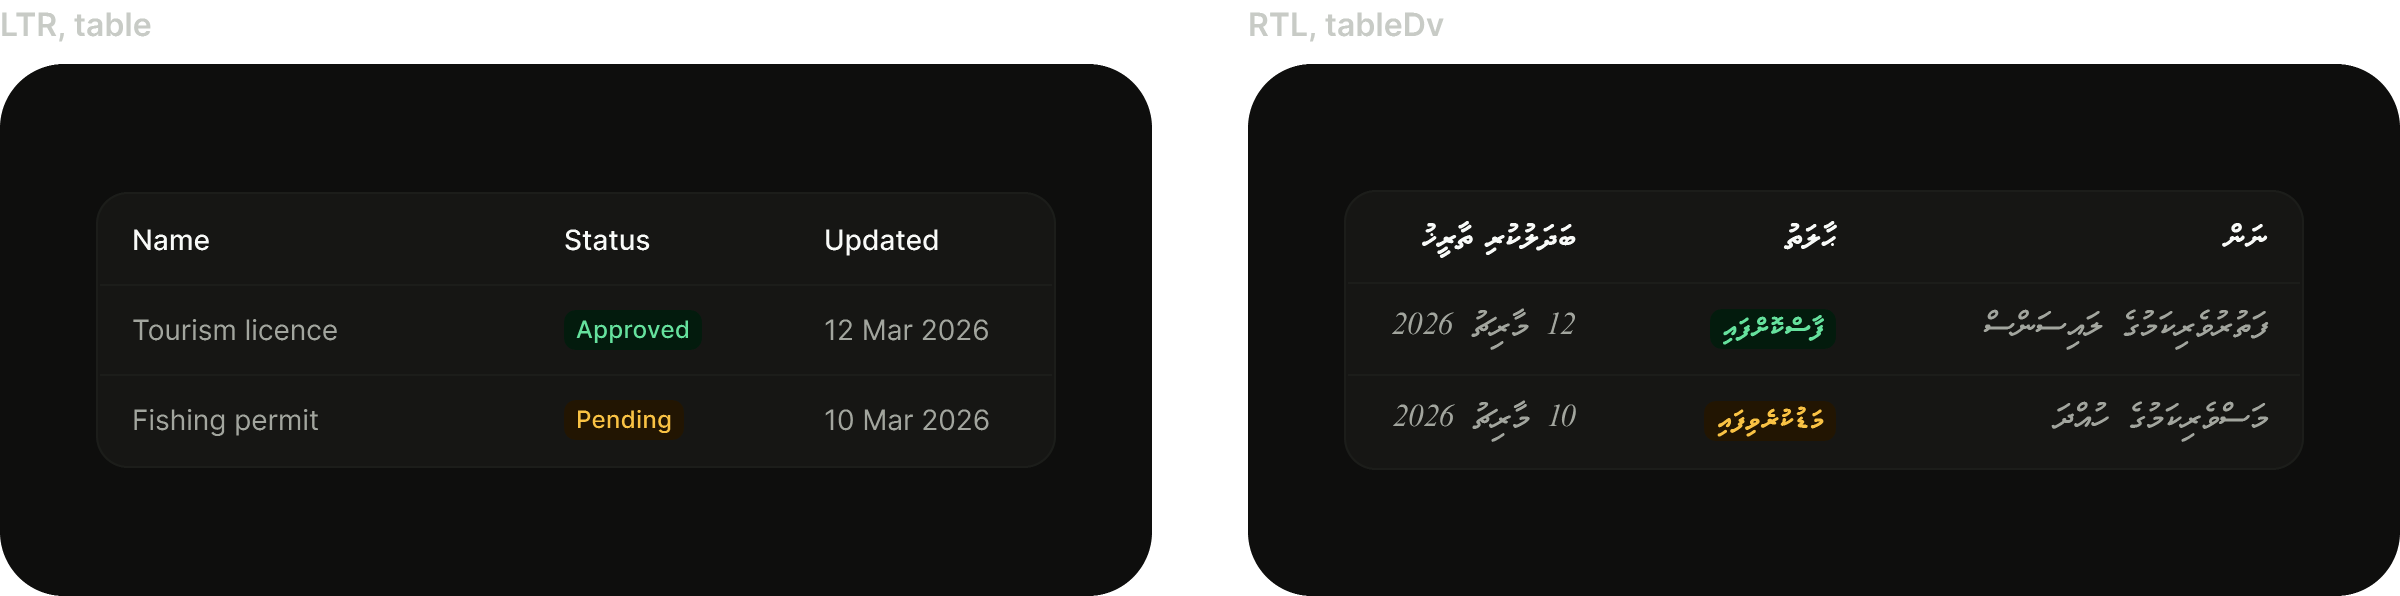 LTR, table
Name Status Updated
Tourism licence Approved 12 Mar 2026
Fishing permit Pending 10 Mar 2026
RTL, tableDv
ނަން ޙާލަތު ބަދަލުކުރި ތާރީޚު
ފަތުރުވެރިކަމުގެ ލައިސަންސް ފާސްކޮށްފައި 12 މާރިޗު 2026
މަސްވެރިކަމުގެ ހުއްދަ މަޑުކުރެވިފައި 10 މާރިޗު 2026